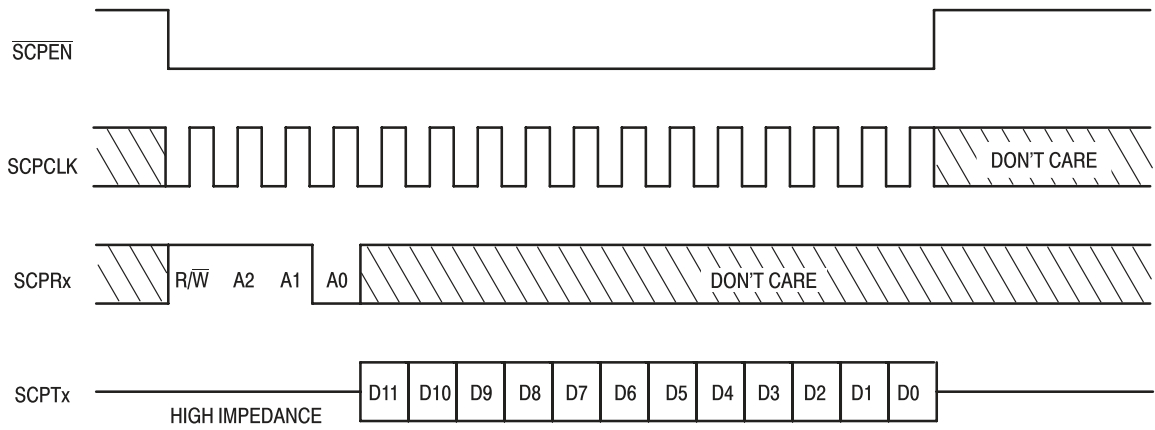 SCPEN
SCPCLK
DON'T CARE
SCPRx
R/W A2 A1 A0 DON'T CARE
SCPTx
D11 D10 D9 D8 D7 D6 D5 D4 D3 D2 D1 D0
HIGH IMPEDANCE